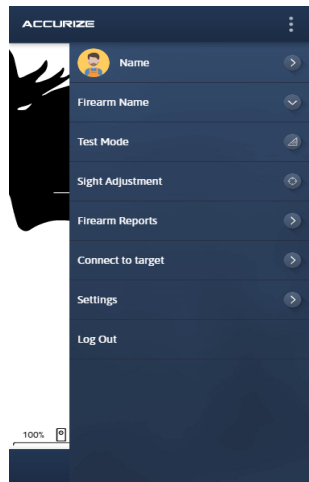 ACCURIZE
Name
Firearm Name
Test Mode
Sight Adjustment
Firearm Reports
Connect to target
Settings
Log Out
100%